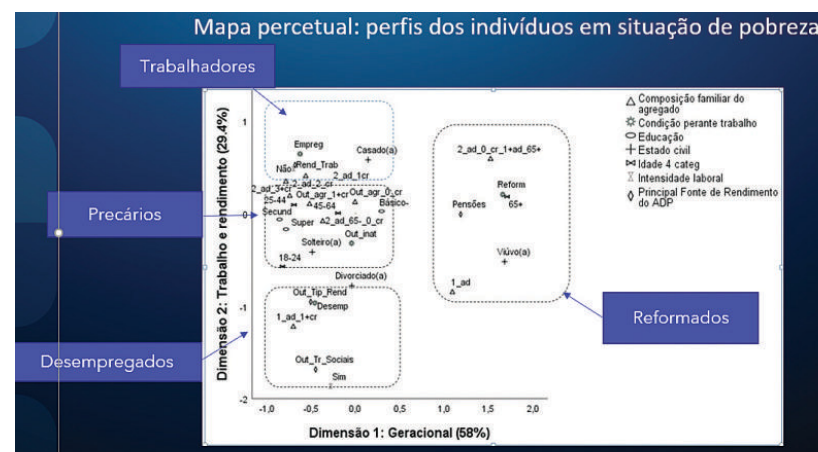 Mapa percetual: perfis dos indivíduos em situação de pobreza
Trabalhadores
Precários
Desempregados
Reformados
Dimensão 2: Trabalho e rendimento (29.4%)
1
0
-1
-2
Empreg
Casado(a)
Rend_Trab
Não
2_ad_1cr
2_ad_2_cr
2_ad_3+cr
Out_agr_1+cr
Out_agr_0_cr
25-44
45-64
Básico-
Secund
Super
2_ad_65-_0_cr
Out_inat
Solteiro(a)
18-24
Divorciado(a)
Out_Tip_Rend
Desemp
1_ad_1+cr
Out_Tr_Sociais
Sim
2_ad_0_cr_1+ad_65+
Reform
Pensões
65+
Viúvo(a)
1_ad
Composição familiar do
agregado
Condição perante trabalho
Educação
Estado civil
Idade 4 categ
Intensidade laboral
Principal Fonte de Rendimento
do ADP
-1,0 -0,5 0,0 0,5 1,0 1,5 2,0
Dimensão 1: Geracional (58%)